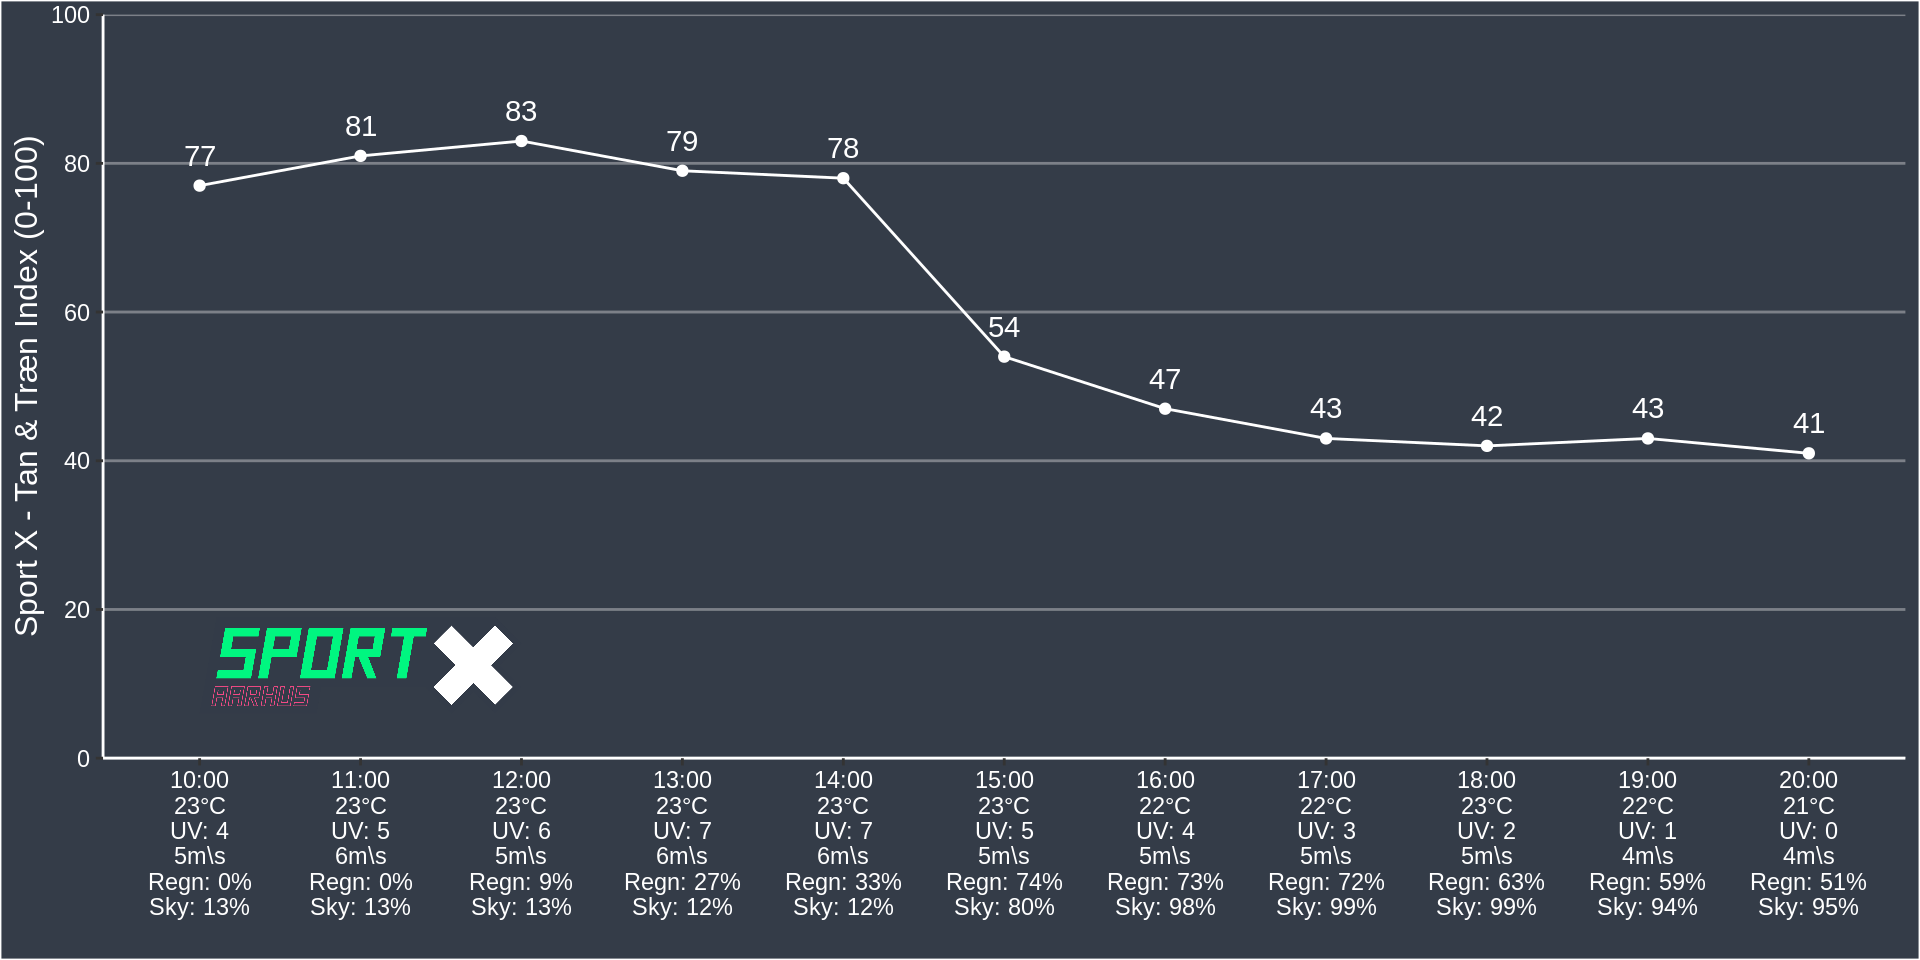 Sport X - Tan & Træn Index (0-100)
100
80
60
40
20
0
77
81
83
79
78
54
47
43
42
43
41
SPORT X
AARHUS
10:00 11:00 12:00 13:00 14:00 15:00 16:00 17:00 18:00 19:00 20:00
23°C 23°C 23°C 23°C 23°C 23°C 22°C 22°C 23°C 22°C 21°C
UV: 4 UV: 5 UV: 6 UV: 7 UV: 7 UV: 5 UV: 4 UV: 3 UV: 2 UV: 1 UV: 0
5m\s 6m\s 5m\s 6m\s 6m\s 5m\s 5m\s 5m\s 5m\s 4m\s 4m\s
Regn: 0% Regn: 0% Regn: 9% Regn: 27% Regn: 33% Regn: 74% Regn: 73% Regn: 72% Regn: 63% Regn: 59% Regn: 51%
Sky: 13% Sky: 13% Sky: 13% Sky: 12% Sky: 12% Sky: 80% Sky: 98% Sky: 99% Sky: 99% Sky: 94% Sky: 95%